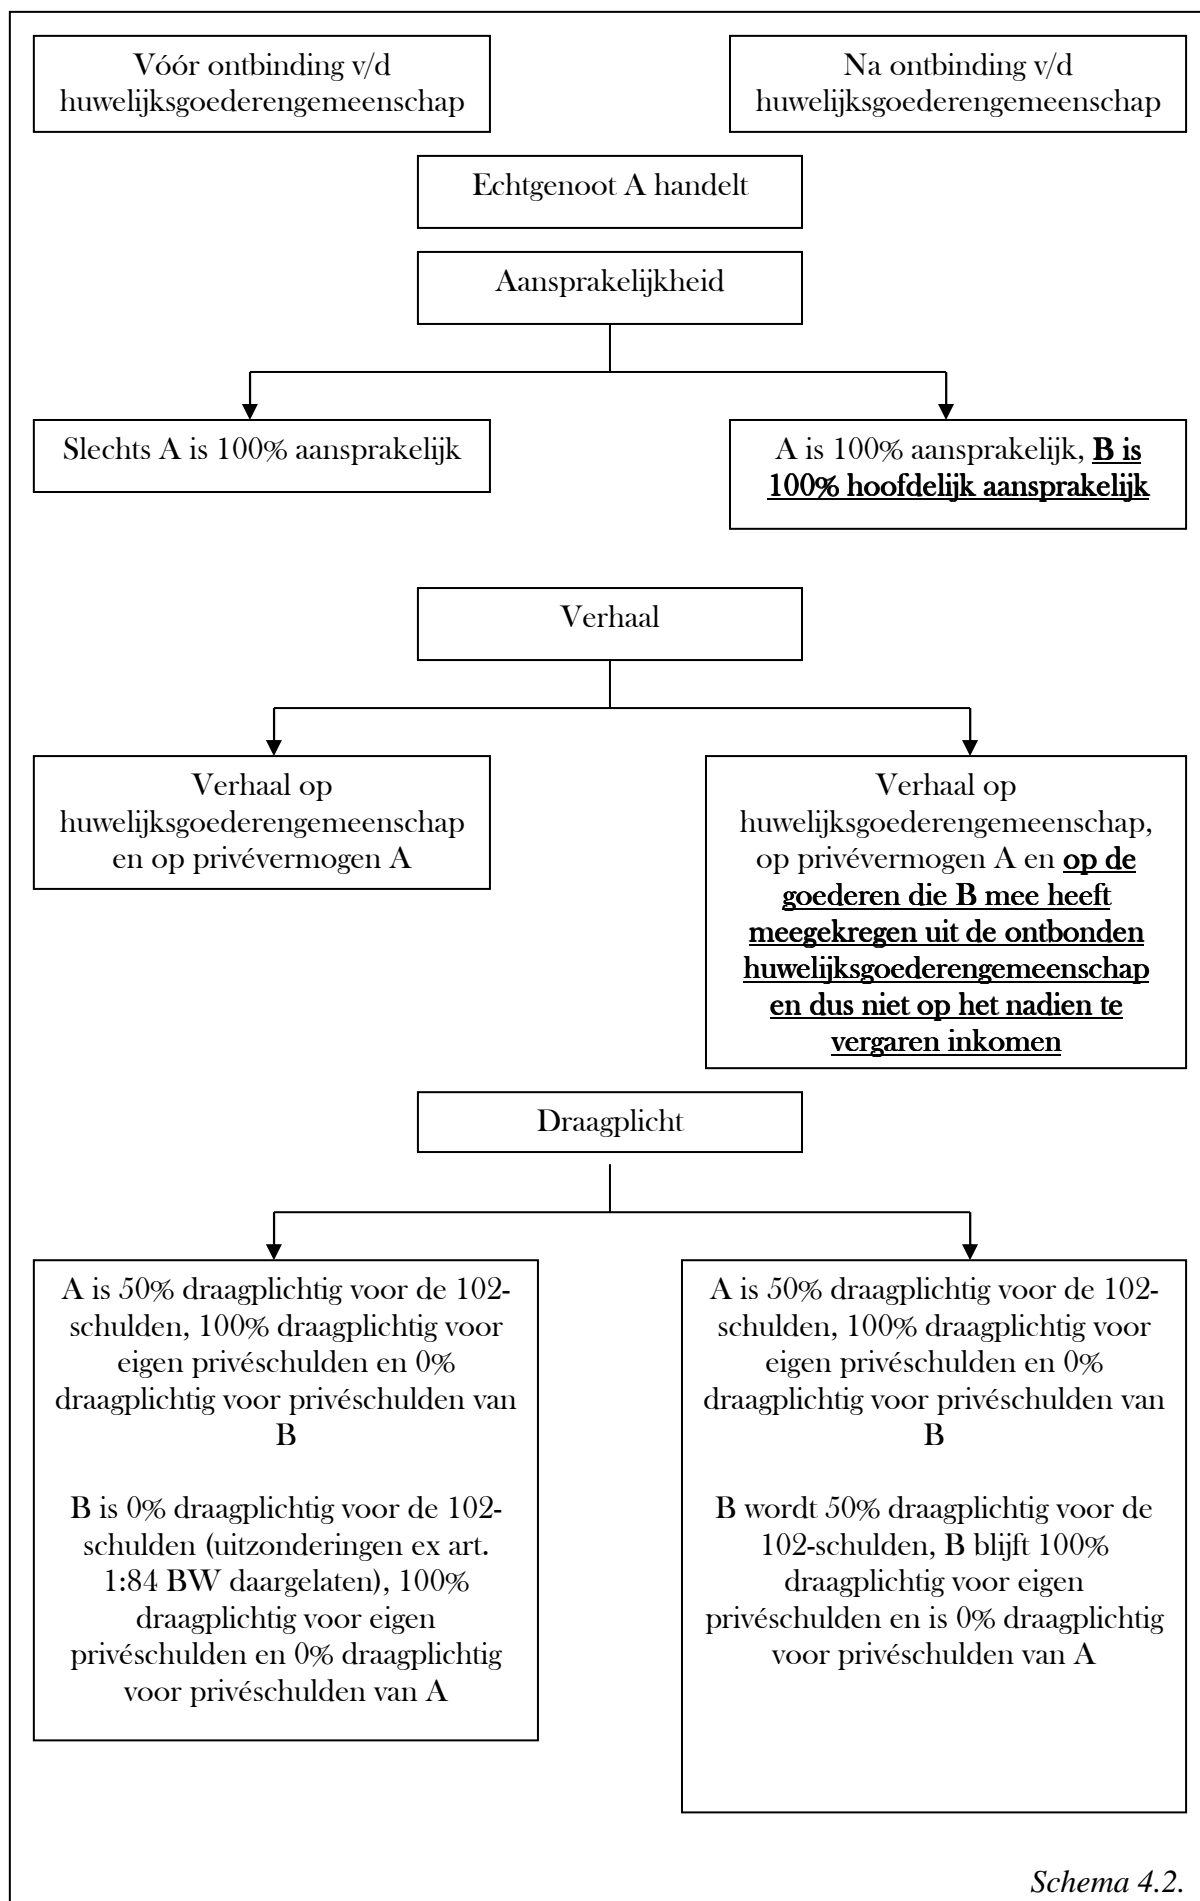 Vóór ontbinding v/d
huwelijksgoederengemeenschap
Na ontbinding v/d
huwelijksgoederengemeenschap
Echtgenoot A handelt
Aansprakelijkheid
Slechts A is 100% aansprakelijk
A is 100% aansprakelijk, B is
100% hoofdelijk aansprakelijk
Verhaal
Verhaal op
huwelijksgoederengemeenschap
en op privévermogen A
Verhaal op
huwelijksgoederengemeenschap,
op privévermogen A en op de
goederen die B mee heeft
meegekregen uit de ontbonden
huwelijksgoederengemeenschap
en dus niet op het nadien te
vergaren inkomen
Draagplicht
A is 50% draagplichtig voor de 102-
schulden, 100% draagplichtig voor
eigen privéschulden en 0%
draagplichtig voor privéschulden van
B
B is 0% draagplichtig voor de 102-
schulden (uitzonderingen ex art.
1:84 BW daargelaten), 100%
draagplichtig voor eigen
privéschulden en 0% draagplichtig
voor privéschulden van A
A is 50% draagplichtig voor de 102-
schulden, 100% draagplichtig voor
eigen privéschulden en 0%
draagplichtig voor privéschulden van
B
B wordt 50% draagplichtig voor de
102-schulden, B blijft 100%
draagplichtig voor eigen
privéschulden en is 0% draagplichtig
voor privéschulden van A
Schema 4.2.